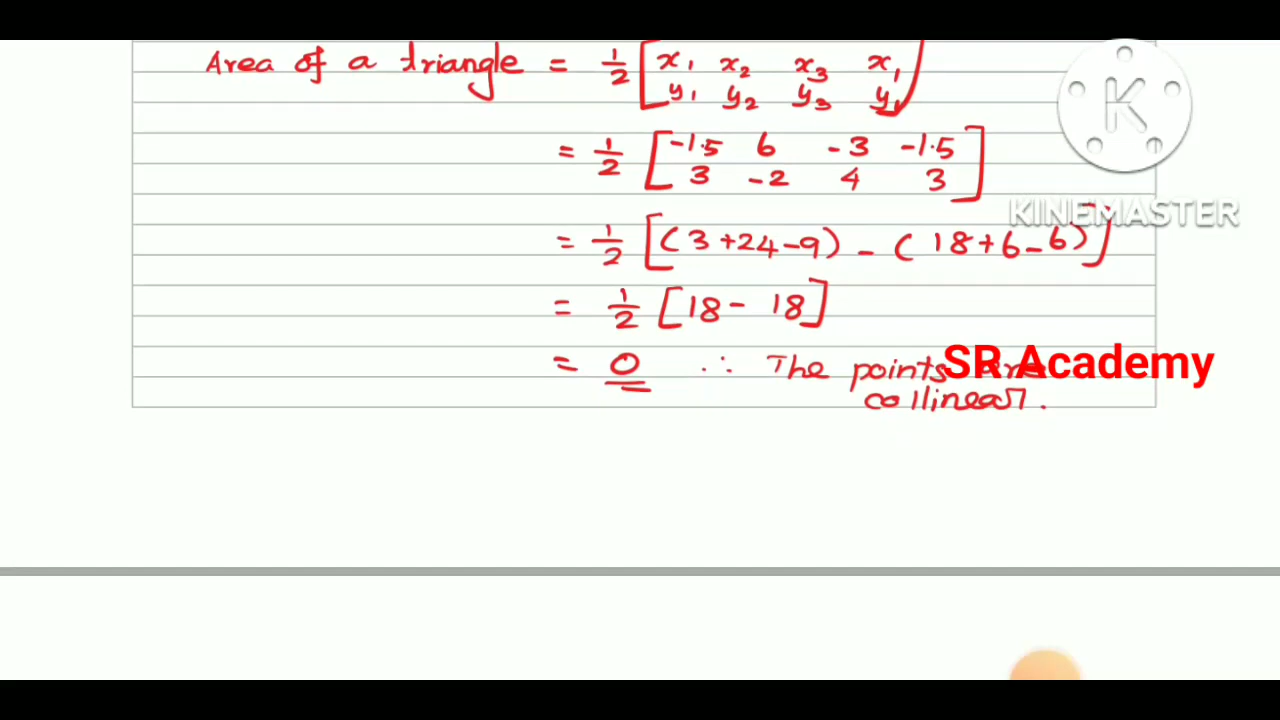 Area of a triangle = 1/2 [x₁ x₂ x₃ x₁
y₁ y₂ y₃ y₁)
= 1/2 [-1.5 6 -3 -1.5
3 -2 4 3]
= 1/2 [(3+24-9) - (18+6-6)]
= 1/2 [18 - 18]
= 0 ∴ The points are
collinear.
KINEMASTER
SR Academy